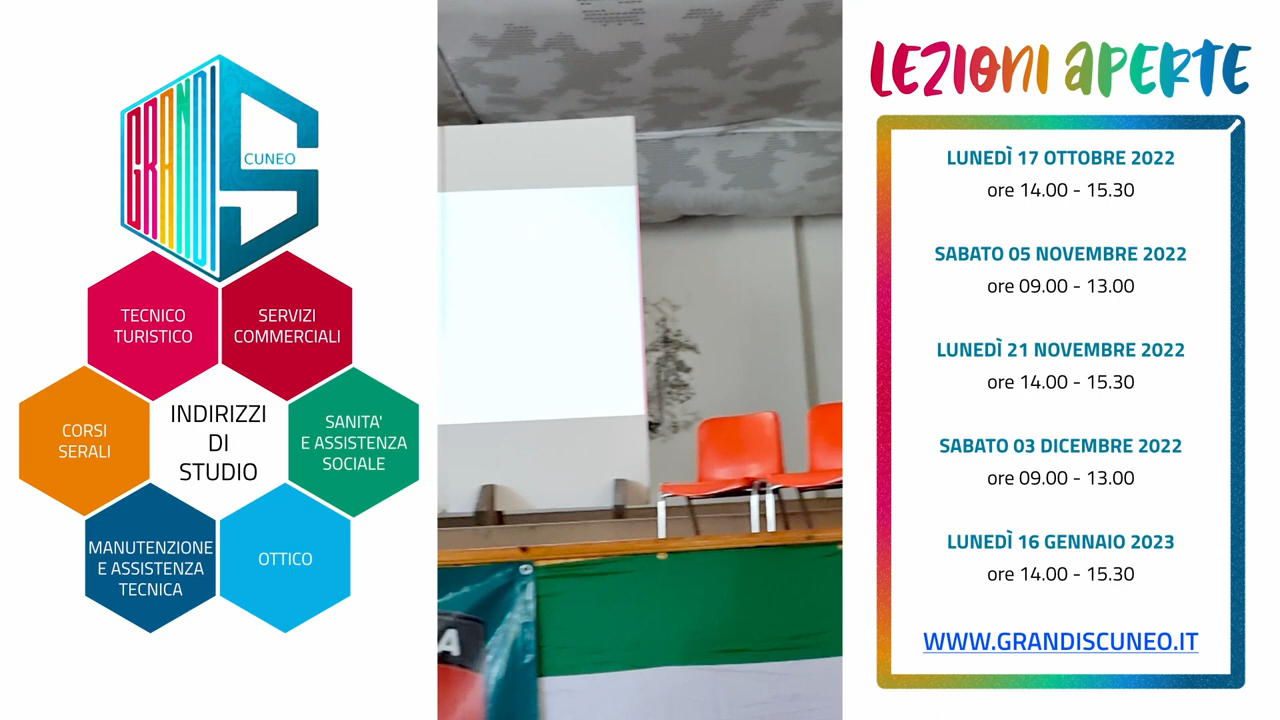 GRANDI
S
CUNEO
TECNICO
TURISTICO
SERVIZI
COMMERCIALI
CORSI
SERALI
INDIRIZZI
DI
STUDIO
SANITA'
E ASSISTENZA
SOCIALE
MANUTENZIONE
E ASSISTENZA
TECNICA
OTTICO
A
LEZIONI APERTE
LUNEDÌ 17 OTTOBRE 2022
ore 14.00 - 15.30
SABATO 05 NOVEMBRE 2022
ore 09.00 - 13.00
LUNEDÌ 21 NOVEMBRE 2022
ore 14.00 - 15.30
SABATO 03 DICEMBRE 2022
ore 09.00 - 13.00
LUNEDÌ 16 GENNAIO 2023
ore 14.00 - 15.30
WWW.GRANDISCUNEO.IT